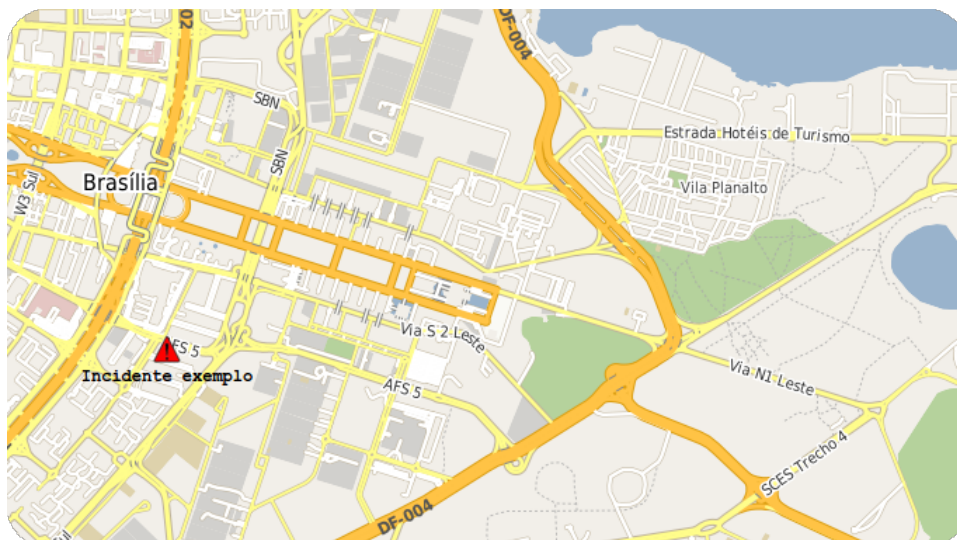 02
DF-004
SBN
Estrada Hotéis de Turismo
SBN
Brasília
Vila Planalto
W3 Sul
Via S 2 Leste
AFS 5
Incidente exemplo
Via N1 Leste
AFS 5
SCES Trecho 4
DF-004